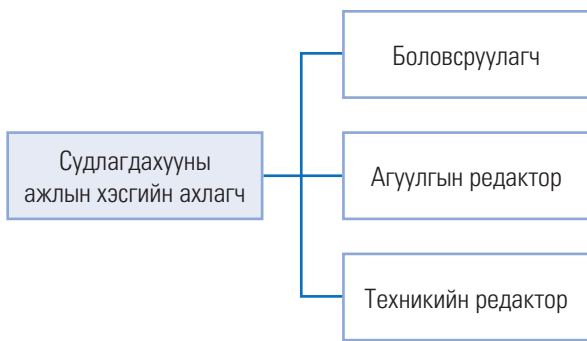 Боловсруулагч
Судлагдахууны
ажлын хэсгийн ахлагч
Агуулгын редактор
Техникийн редактор